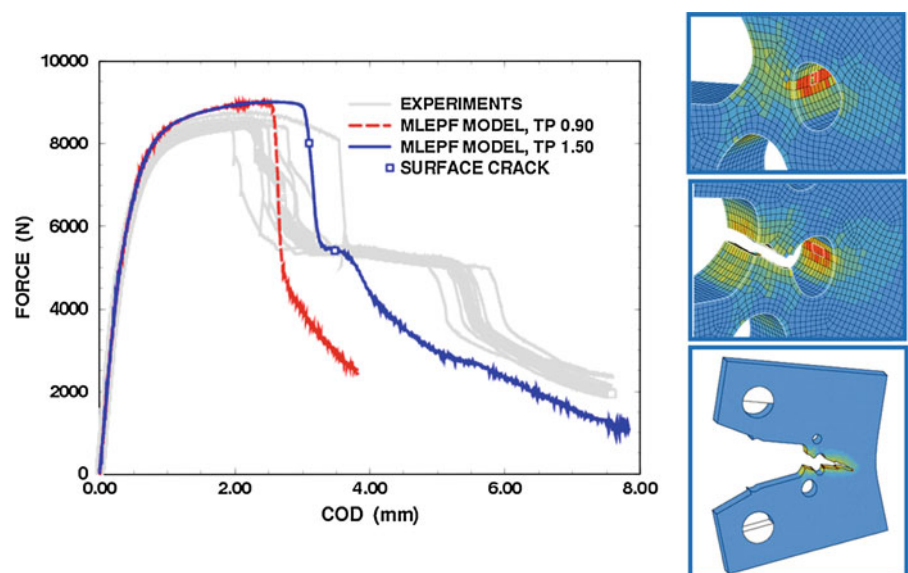 10000
8000
6000
4000
2000
0
FORCE (N)
EXPERIMENTS
MLEPF MODEL, TP 0.90
MLEPF MODEL, TP 1.50
SURFACE CRACK
0.00 2.00 4.00 6.00 8.00
COD (mm)